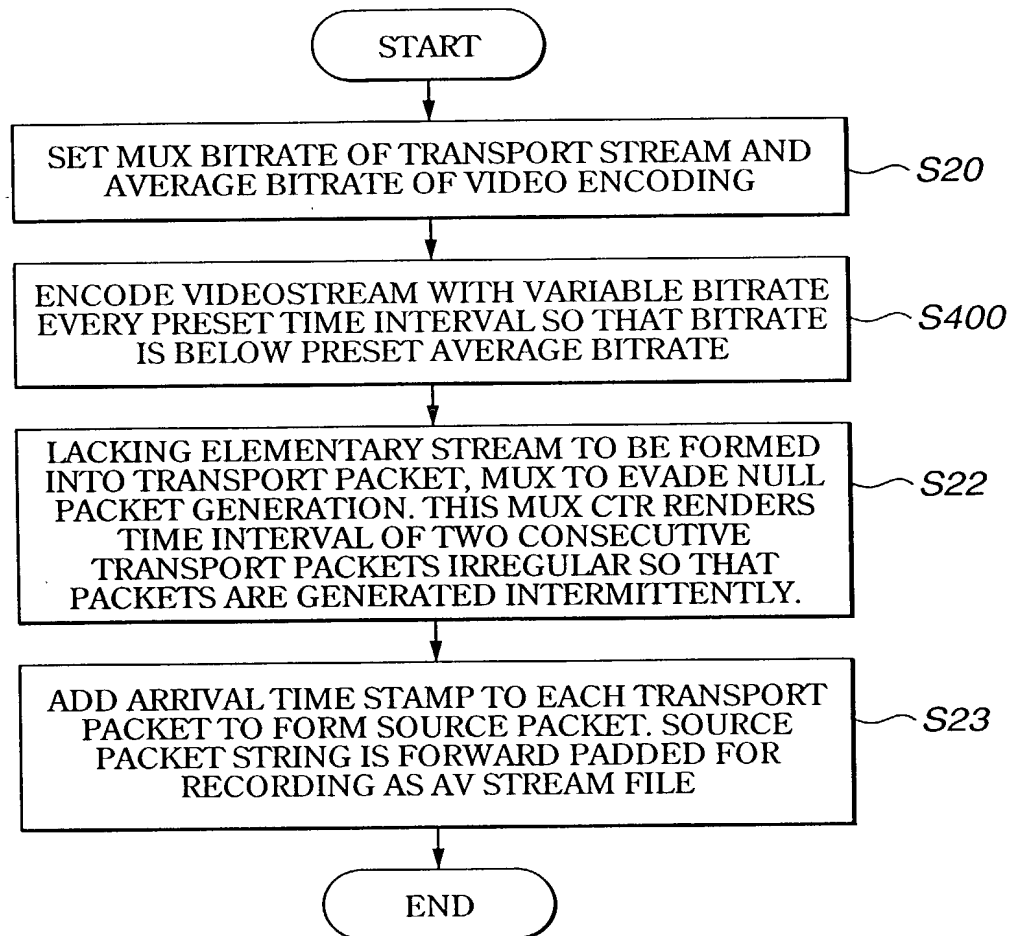 START
SET MUX BITRATE OF TRANSPORT STREAM AND
AVERAGE BITRATE OF VIDEO ENCODING
S20
ENCODE VIDEOSTREAM WITH VARIABLE BITRATE
EVERY PRESET TIME INTERVAL SO THAT BITRATE
IS BELOW PRESET AVERAGE BITRATE
S400
LACKING ELEMENTARY STREAM TO BE FORMED
INTO TRANSPORT PACKET, MUX TO EVADE NULL
PACKET GENERATION. THIS MUX CTR RENDERS
TIME INTERVAL OF TWO CONSECUTIVE
TRANSPORT PACKETS IRREGULAR SO THAT
PACKETS ARE GENERATED INTERMITTENTLY.
S22
ADD ARRIVAL TIME STAMP TO EACH TRANSPORT
PACKET TO FORM SOURCE PACKET. SOURCE
PACKET STRING IS FORWARD PADDED FOR
RECORDING AS AV STREAM FILE
S23
END